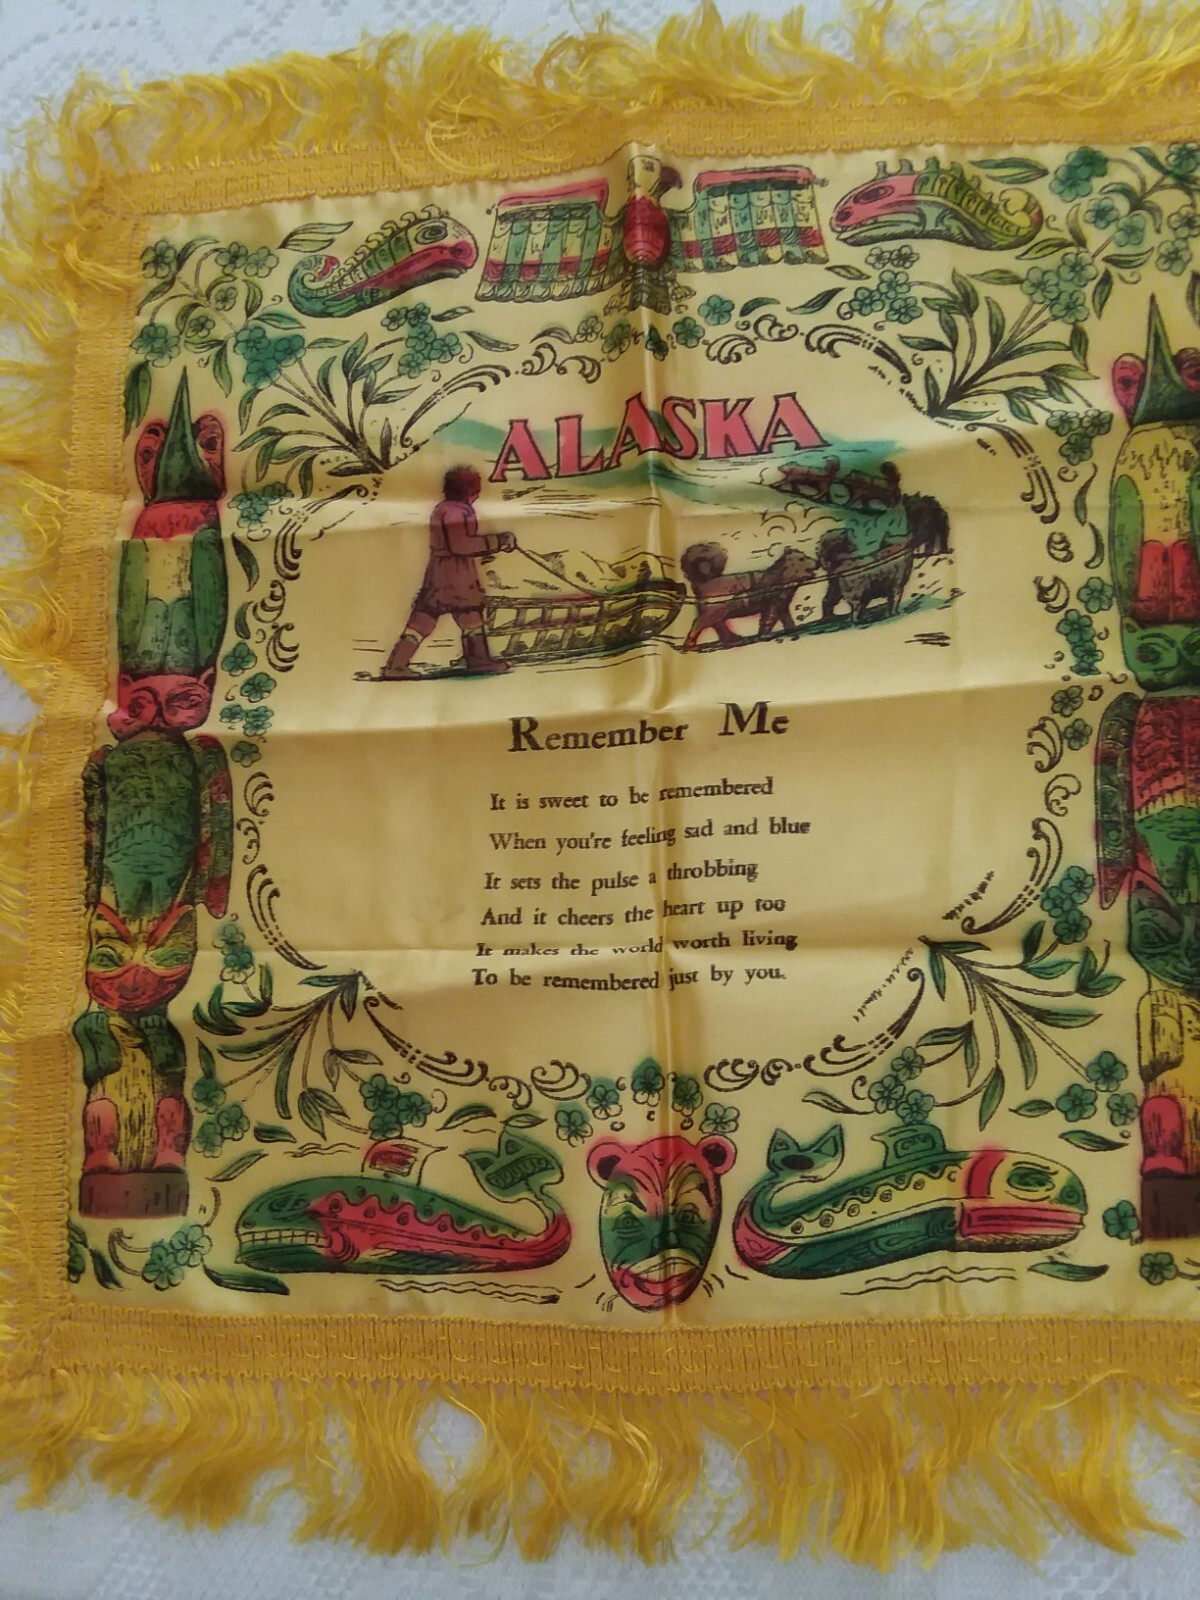 ALASKA
Remember Me
It is sweet to be remembered
When you're feeling sad and blue
It sets the pulse a throbbing
And it cheers the heart up too
It makes the world worth living
To be remembered just by you.